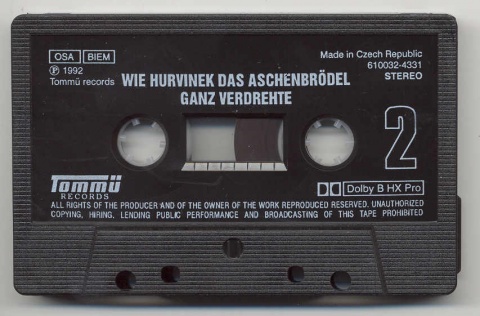 OSA BIEM
Ⓟ 1992
Tommü records
Made in Czech Republic
610032-4331
STEREO
WIE HURVINEK DAS ASCHENBRÖDEL
GANZ VERDREHTE
2
Tommü
RECORDS
Dolby B HX Pro
ALL RIGHTS OF THE PRODUCER AND OF THE OWNER OF THE WORK REPRODUCED RESERVED. UNAUTHORIZED
COPYING, HIRING, LENDING PUBLIC PERFORMANCE AND BROADCASTING OF THIS TAPE PROHIBITED